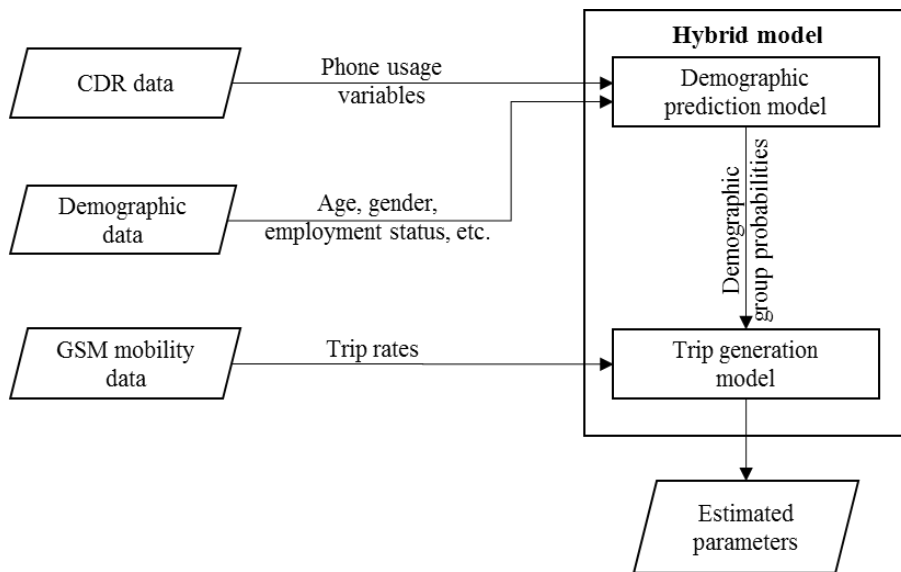 Hybrid model
CDR data
Phone usage
variables
Demographic
prediction model
Demographic
data
Age, gender,
employment status, etc.
Demographic
group probabilities
GSM mobility
data
Trip rates
Trip generation
model
Estimated
parameters